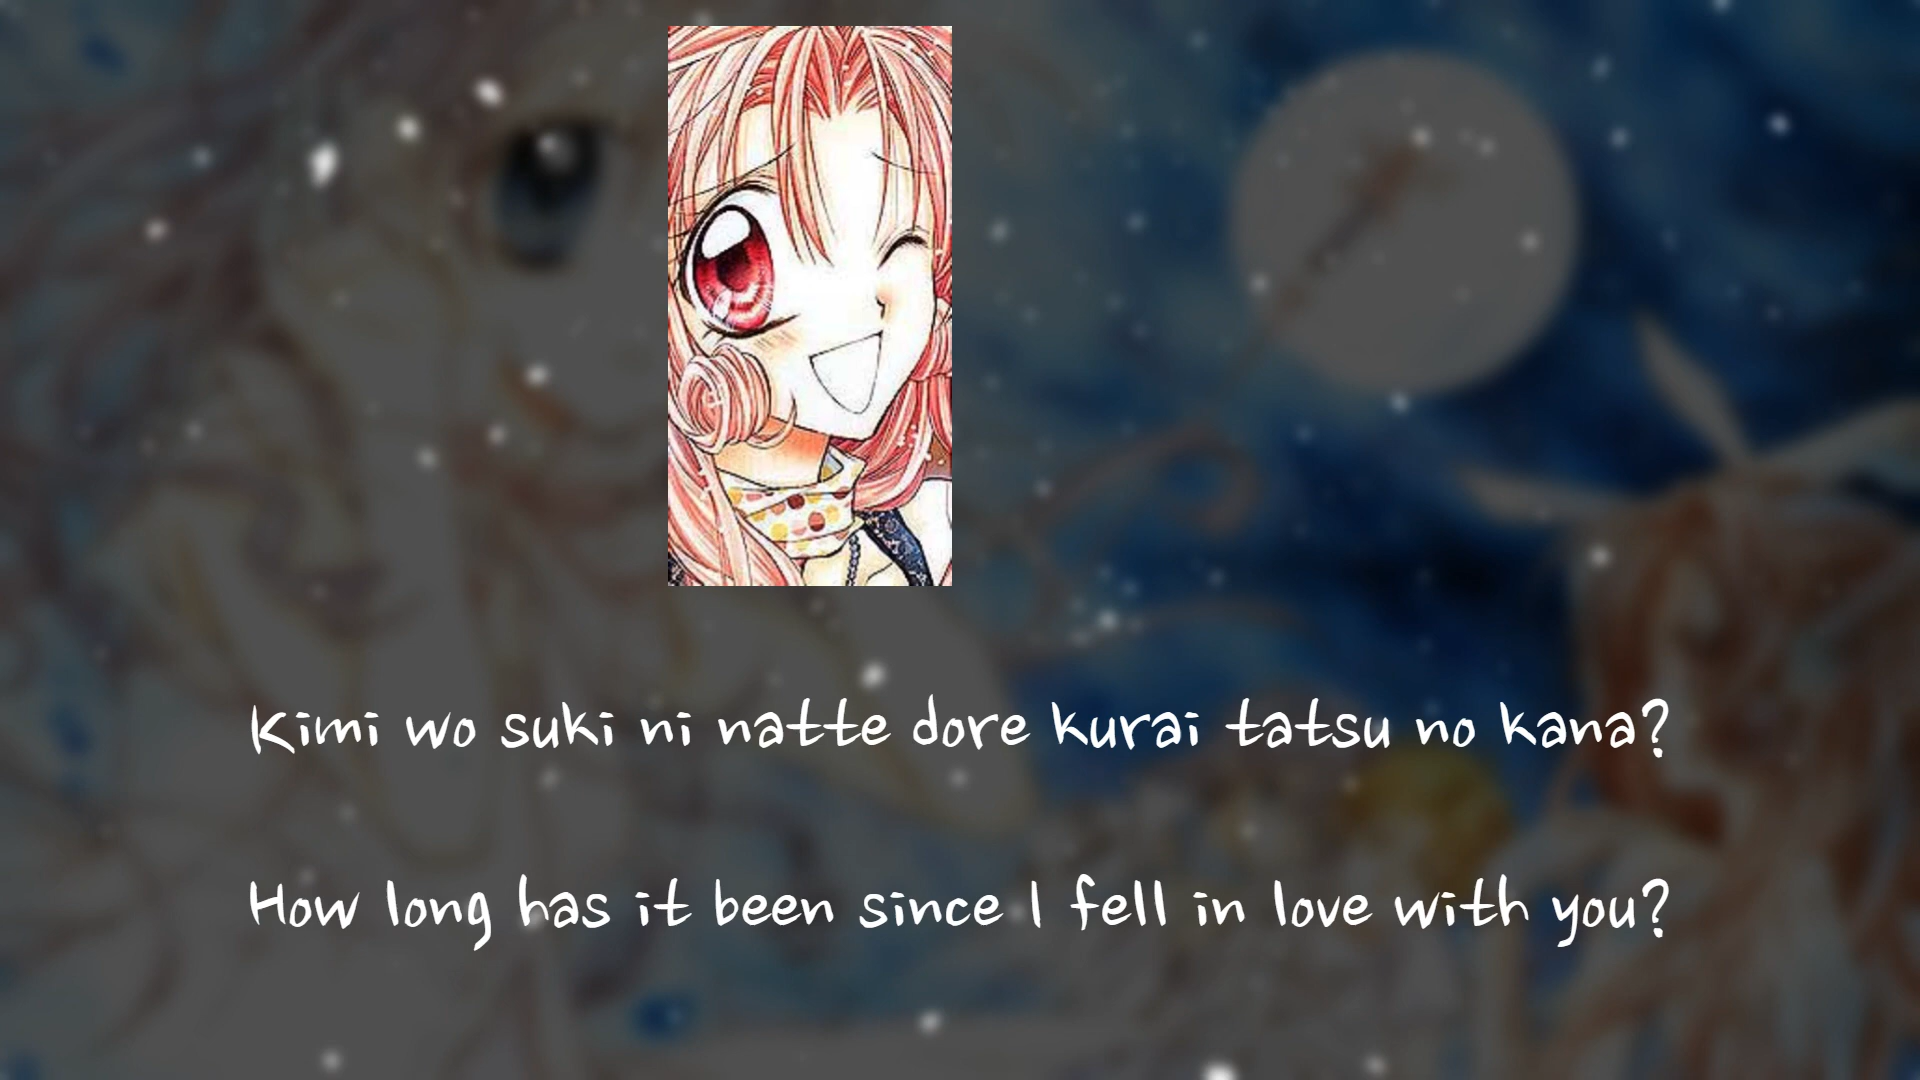 Kimi wo suki ni natte dore kurai tatsu no kana?
How long has it been since I fell in love with you?